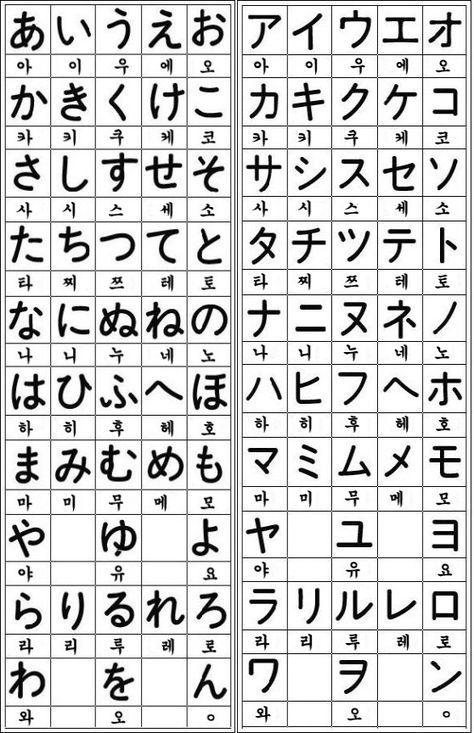 あ い う え お ア イ ウ エ オ
아 이 우 에 오 아 이 우 에 오
か き く け こ カ キ ク ケ コ
카 키 쿠 케 코 카 키 쿠 케 코
さ し す せ そ サ シ ス セ ソ
사 시 스 세 소 사 시 스 세 소
た ち つ て と タ チ ツ テ ト
타 찌 쯔 테 토 타 찌 쯔 테 토
な に ぬ ね の ナ ニ ヌ ネ ノ
나 니 누 네 노 나 니 누 네 노
は ひ ふ へ ほ ハ ヒ フ ヘ ホ
하 히 후 헤 호 하 히 후 헤 호
ま み む め も マ ミ ム メ モ
마 미 무 메 모 마 미 무 메 모
や ゆ よ ヤ ユ ヨ
야 유 요 야 유 요
ら り る れ ろ ラ リ ル レ ロ
라 리 루 레 로 라 리 루 레 로
わ を ん ワ ヲ ン
와 오 ㅇ 와 오 ㅇ